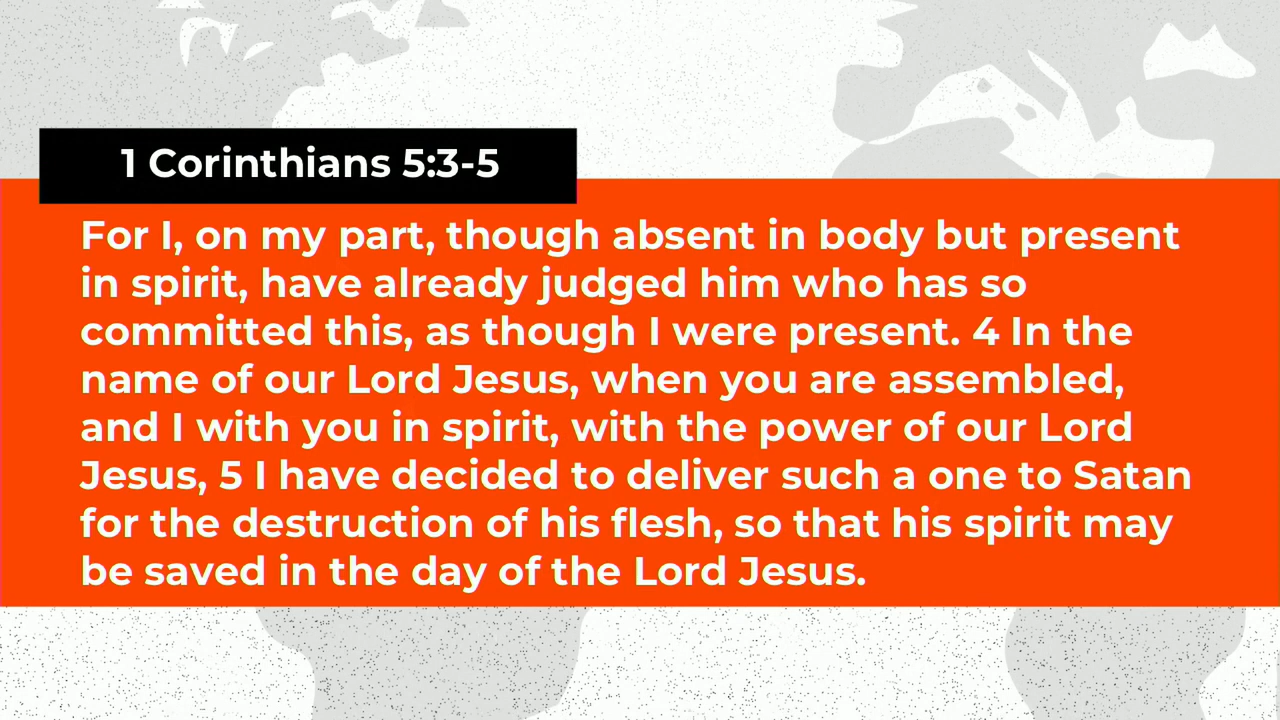 1 Corinthians 5:3-5
For I, on my part, though absent in body but present
in spirit, have already judged him who has so
committed this, as though I were present. 4 In the
name of our Lord Jesus, when you are assembled,
and I with you in spirit, with the power of our Lord
Jesus, 5 I have decided to deliver such a one to Satan
for the destruction of his flesh, so that his spirit may
be saved in the day of the Lord Jesus.